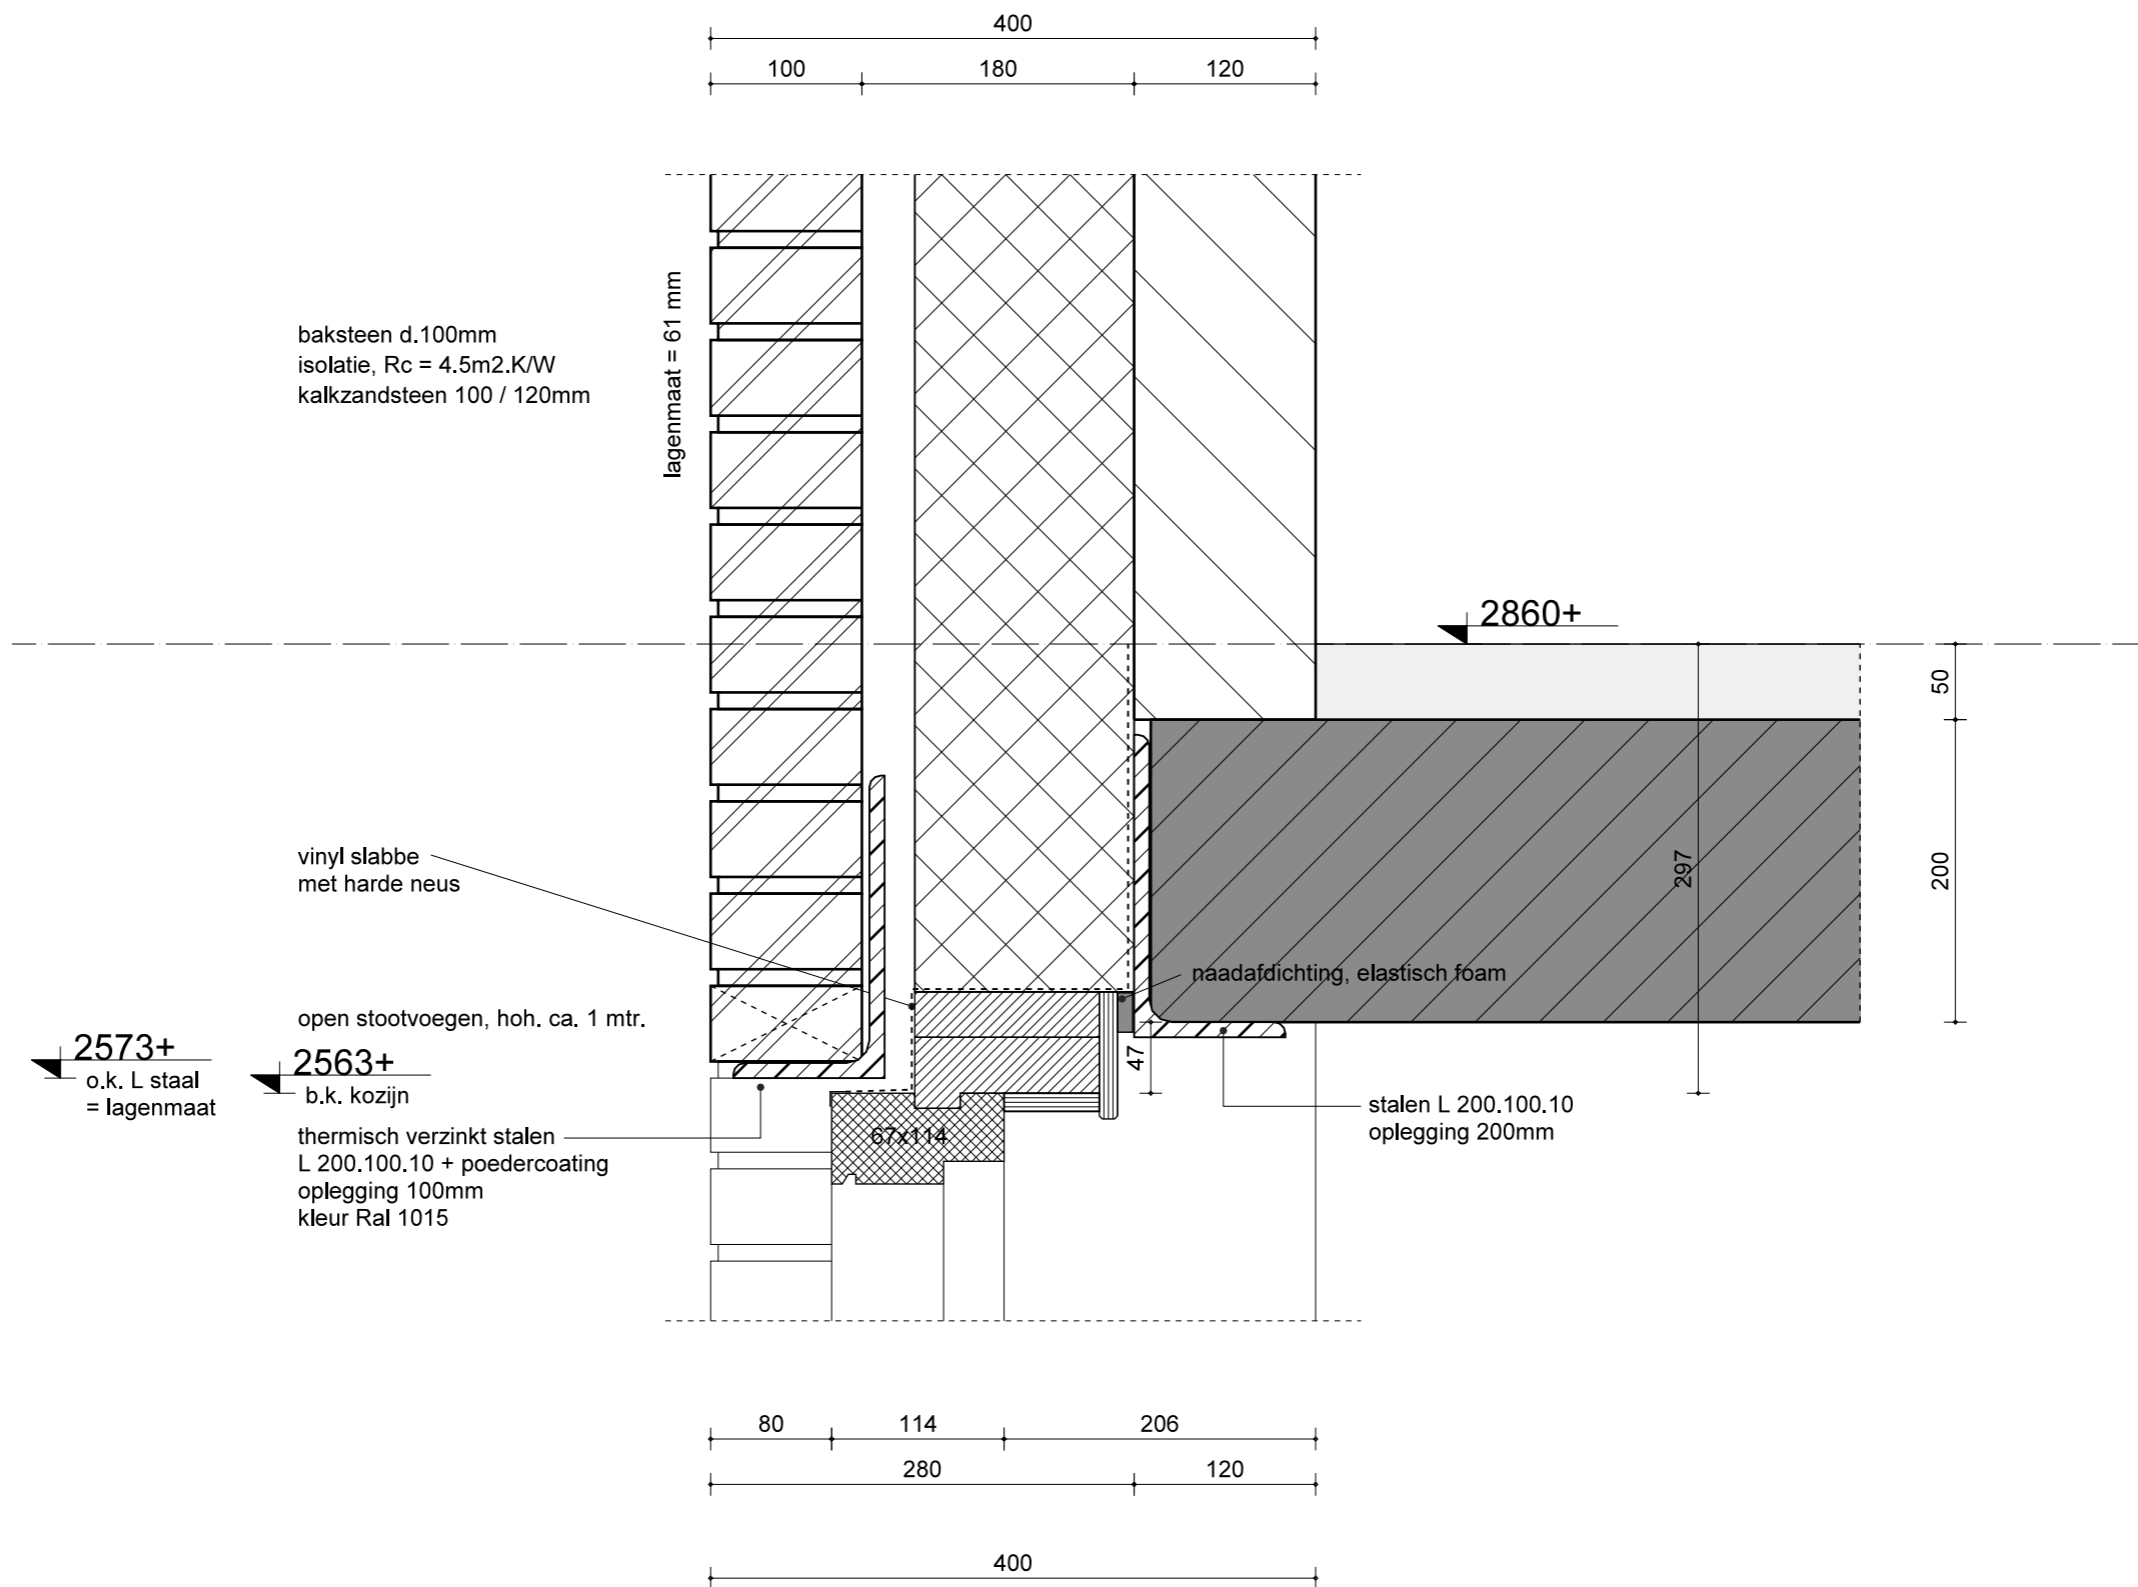 400
100
180
120
lagenmaat = 61 mm
baksteen d.100mm
isolatie, Rc = 4.5m2.K/W
kalkzandsteen 100 / 120mm
2860+
50
200
297
vinyl slabbe
met harde neus
naadafdichting, elastisch foam
open stootvoegen, hoh. ca. 1 mtr.
2573+
o.k. L staal
= lagenmaat
2563+
b.k. kozijn
47
thermisch verzinkt stalen
L 200.100.10 + poedercoating
oplegging 100mm
kleur Ral 1015
67x114
stalen L 200.100.10
oplegging 200mm
80
114
206
280
120
400